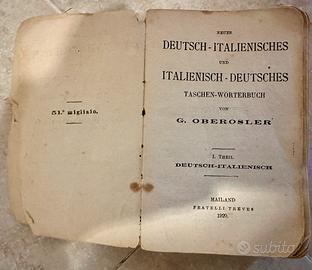 51.º migliaio.
NEUES
DEUTSCH-ITALIENISCHES
UND
ITALIENISCH-DEUTSCHES
TASCHEN-WÖRTERBUCH
VON
G. OBEROSLER
I. THEIL
DEUTSCH-ITALIENISCH
MAILAND
FRATELLI TREVES
1920.
subito